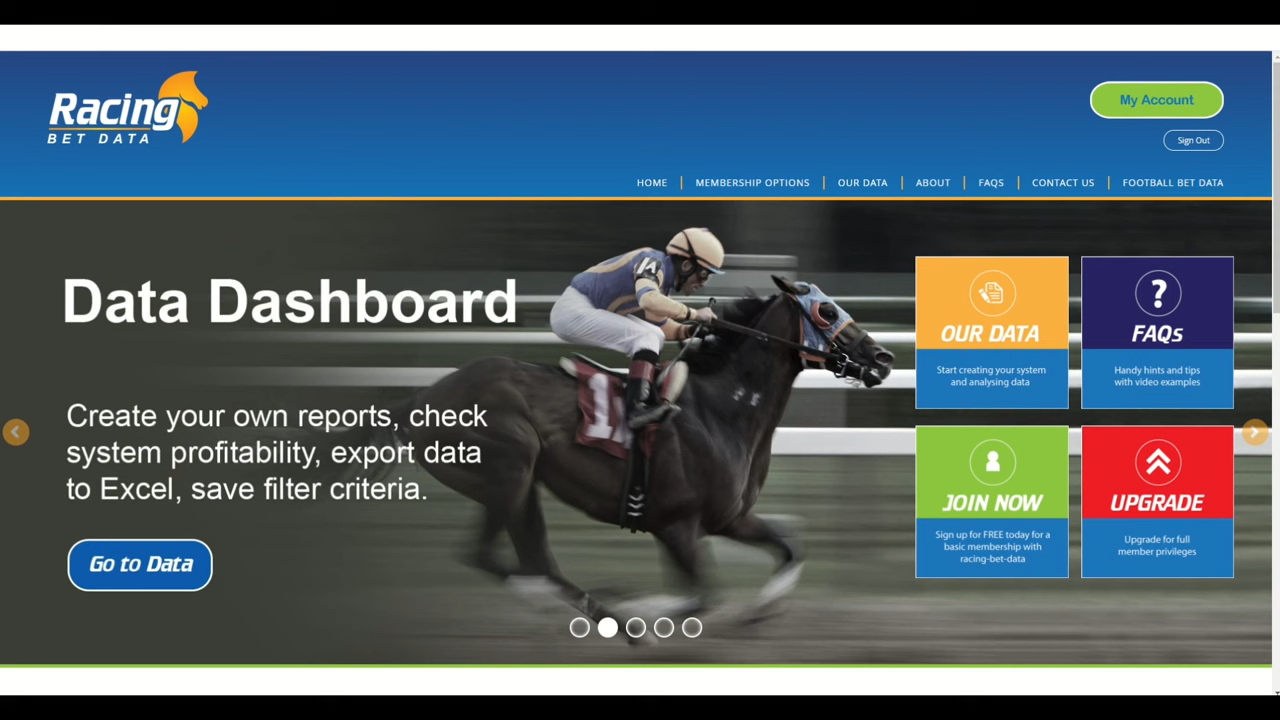 Racing
BET DATA
My Account
Sign Out
HOME
MEMBERSHIP OPTIONS
OUR DATA
ABOUT
FAQS
CONTACT US
FOOTBALL BET DATA
Data Dashboard
Create your own reports, check
system profitability, export data
to Excel, save filter criteria.
Go to Data
A
1
OUR DATA
Start creating your system
and analysing data
?
FAQs
Handy hints and tips
with video examples
JOIN NOW
Sign up for FREE today for a
basic membership with
racing-bet-data
UPGRADE
Upgrade for full
member privileges